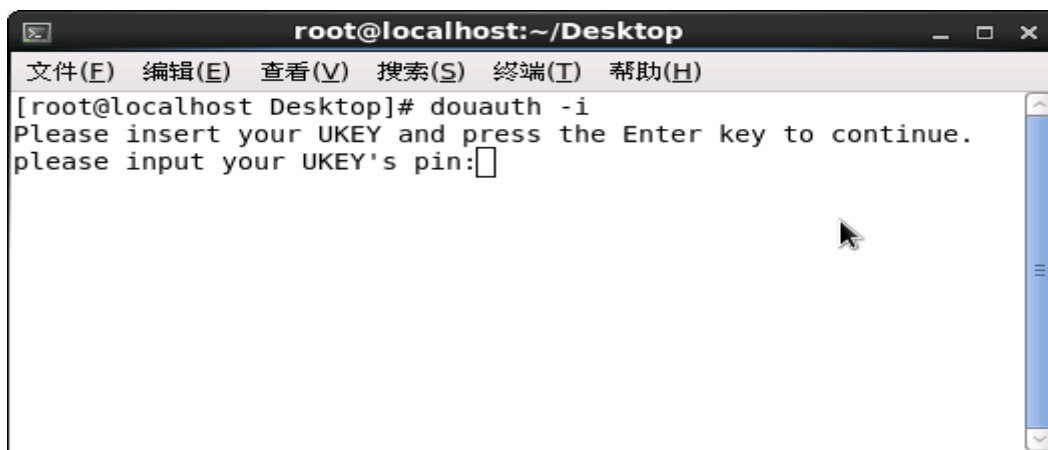 root@localhost:~/Desktop
文件(F) 编辑(E) 查看(V) 搜索(S) 终端(T) 帮助(H)
[root@localhost Desktop]# douauth -i
Please insert your UKEY and press the Enter key to continue.
please input your UKEY's pin: